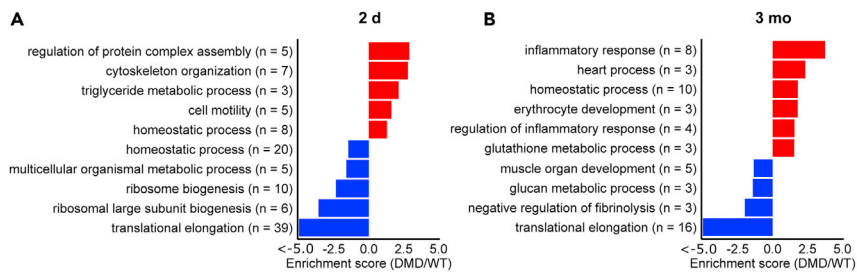 A
2 d
regulation of protein complex assembly (n = 5)
cytoskeleton organization (n = 7)
triglyceride metabolic process (n = 3)
cell motility (n = 5)
homeostatic process (n = 8)
homeostatic process (n = 20)
multicellular organismal metabolic process (n = 5)
ribosome biogenesis (n = 10)
ribosomal large subunit biogenesis (n = 6)
translational elongation (n = 39)
<-5.0 -2.5 0.0 2.5 5.0
Enrichment score (DMD/WT)
B
3 mo
inflammatory response (n = 8)
heart process (n = 3)
homeostatic process (n = 10)
erythrocyte development (n = 3)
regulation of inflammatory response (n = 4)
glutathione metabolic process (n = 3)
muscle organ development (n = 5)
glucan metabolic process (n = 3)
negative regulation of fibrinolysis (n = 3)
translational elongation (n = 16)
<-5.0 -2.5 0.0 2.5 5.0
Enrichment score (DMD/WT)